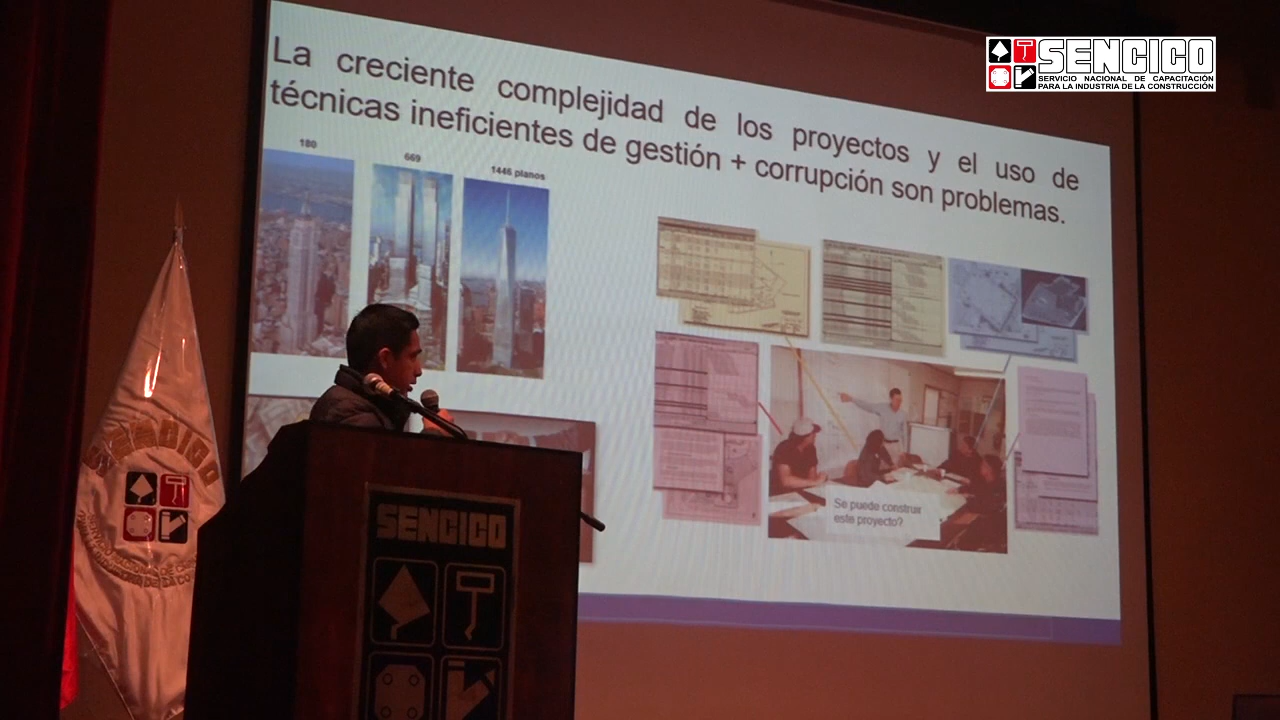 SENCICO
SERVICIO NACIONAL DE CAPACITACIÓN
PARA LA INDUSTRIA DE LA CONSTRUCCIÓN
La creciente complejidad de los proyectos y el uso de
técnicas ineficientes de gestión + corrupción son problemas.
180
669
1446 planos
Se puede construir
este proyecto?
SENCICO
SENCICO